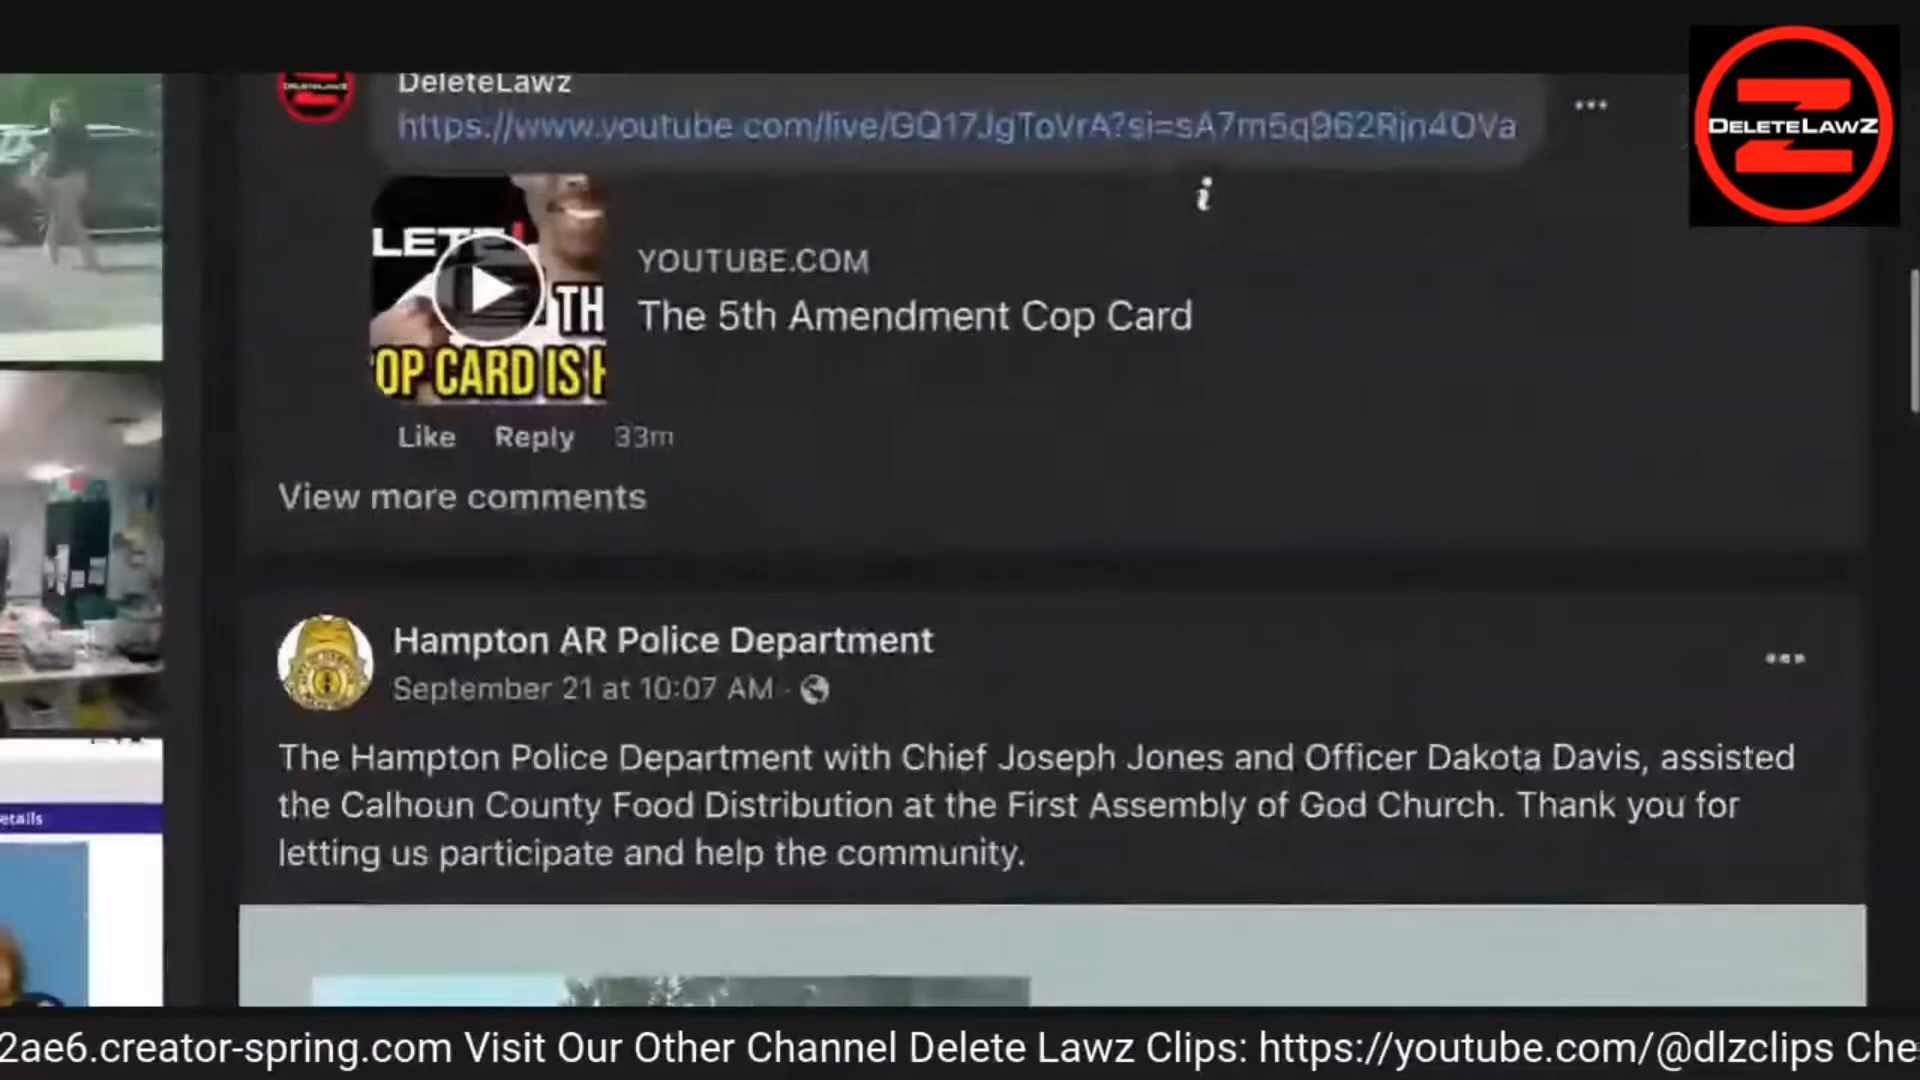 DeleteLawz
https://www.youtube.com/live/GQ17JgToVrA?si=sA7m5q962Rjn4OVa
DELETELAWZ
LETE!
TH
OP CARD IS H
YOUTUBE.COM
The 5th Amendment Cop Card
Like Reply 33m
View more comments
Hampton AR Police Department
September 21 at 10:07 AM ·
The Hampton Police Department with Chief Joseph Jones and Officer Dakota Davis, assisted
the Calhoun County Food Distribution at the First Assembly of God Church. Thank you for
letting us participate and help the community.
etails
2ae6.creator-spring.com Visit Our Other Channel Delete Lawz Clips: https://youtube.com/@dlzclips Che